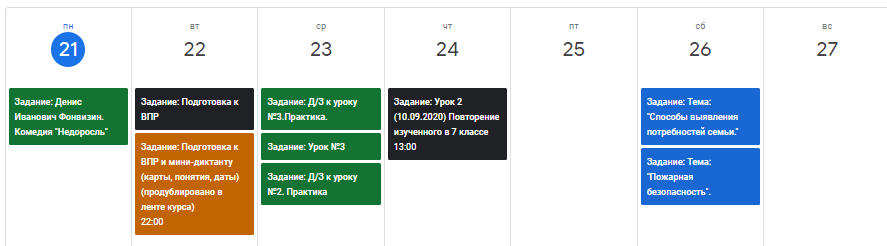 пн
21
вт
22
ср
23
чт
24
пт
25
сб
26
вс
27
Задание: Денис
Иванович Фонвизин.
Комедия "Недоросль"
Задание: Подготовка к
ВПР
Задание: Подготовка к
ВПР и мини-диктанту
(карты, понятия, даты)
(продублировано в
ленте курса)
22:00
Задание: Д/З к уроку
№3.Практика.
Задание: Урок №3
Задание: Д/З к уроку
№2. Практика
Задание: Урок 2
(10.09.2020) Повторение
изученного в 7 классе
13:00
Задание: Тема:
"Способы выявления
потребностей семьи."
Задание: Тема:
"Пожарная
безопасность".